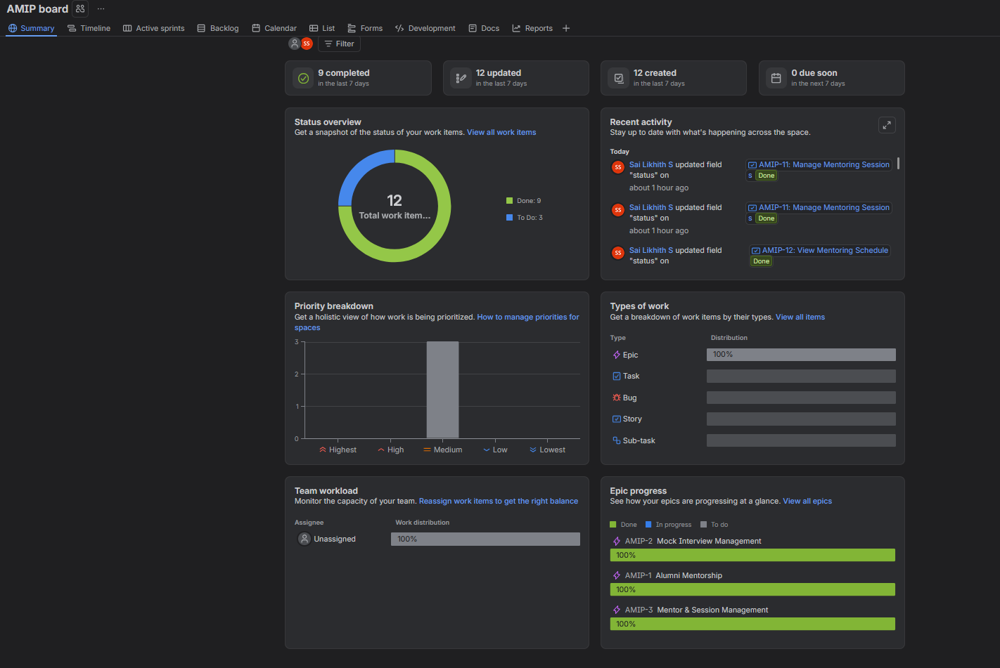 AMIP board
Summary
Timeline
Active sprints
Backlog
Calendar
List
Forms
Development
Docs
Reports
SS
Filter
9 completed
in the last 7 days
12 updated
in the last 7 days
12 created
in the last 7 days
0 due soon
in the next 7 days
Status overview
Get a snapshot of the status of your work items. View all work items
12
Total work item...
Done: 9
To Do: 3
Recent activity
Stay up to date with what's happening across the space.
Today
SS
Sai Likhith S updated field
"status" on
about 1 hour ago
AMIP-11: Manage Mentoring Session
s Done
SS
Sai Likhith S updated field
"status" on
about 1 hour ago
AMIP-11: Manage Mentoring Session
s Done
SS
Sai Likhith S updated field
"status" on
AMIP-12: View Mentoring Schedule
Done
Priority breakdown
Get a holistic view of how work is being prioritized. How to manage priorities for
spaces
3
2
1
0
Highest
High
Medium
Low
Lowest
Types of work
Get a breakdown of work items by their types. View all items
Type
Distribution
Epic
100%
Task
Bug
Story
Sub-task
Team workload
Monitor the capacity of your team. Reassign work items to get the right balance
Assignee
Work distribution
Unassigned
100%
Epic progress
See how your epics are progressing at a glance. View all epics
Done
In progress
To do
AMIP-2 Mock Interview Management
100%
AMIP-1 Alumni Mentorship
100%
AMIP-3 Mentor & Session Management
100%